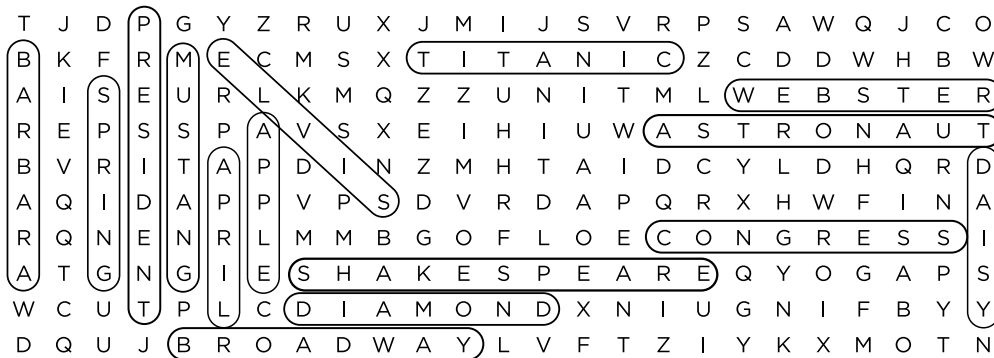 T J D P G Y Z R U X J M I J S V R P S A W Q J C O
B K F R M E C M S X T I T A N I C Z C D D W H B W
A I S E U R L K M Q Z Z U N I T M L W E B S T E R
R E P S S P A V S X E I H I U W A S T R O N A U T
B V R I T A P D I N Z M H T A I D C Y L D H Q R D
A Q I D A P P V P S D V R D A P Q R X H W F I N A
R Q N E N R L M M B G O F L O E C O N G R E S S I
A T G N G I E S H A K E S P E A R E Q Y O G A P S
W C U T P L C D I A M O N D X N I U G N I F B Y Y
D Q U J B R O A D W A Y L V F T Z I Y K X M O T N